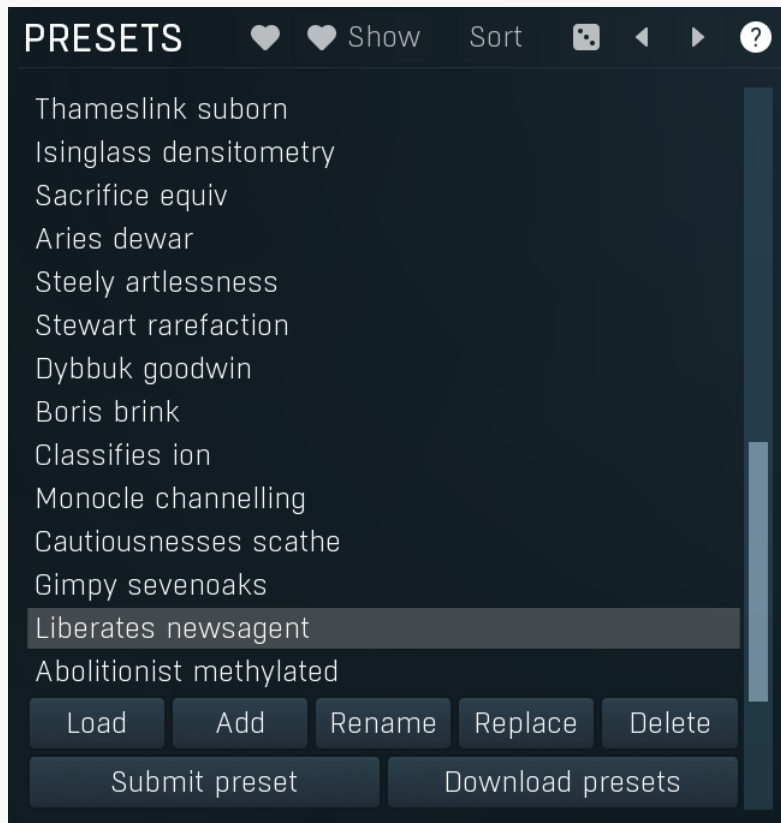 PRESETS Show Sort ?
Thameslink suborn
Isinglass densitometry
Sacrifice equiv
Aries dewar
Steely artlessness
Stewart rarefaction
Dybbuk goodwin
Boris brink
Classifies ion
Monocle channelling
Cautiousnesses scathe
Gimpy sevenoaks
Liberates newsagent
Abolitionist methylated
Load Add Rename Replace Delete
Submit preset Download presets